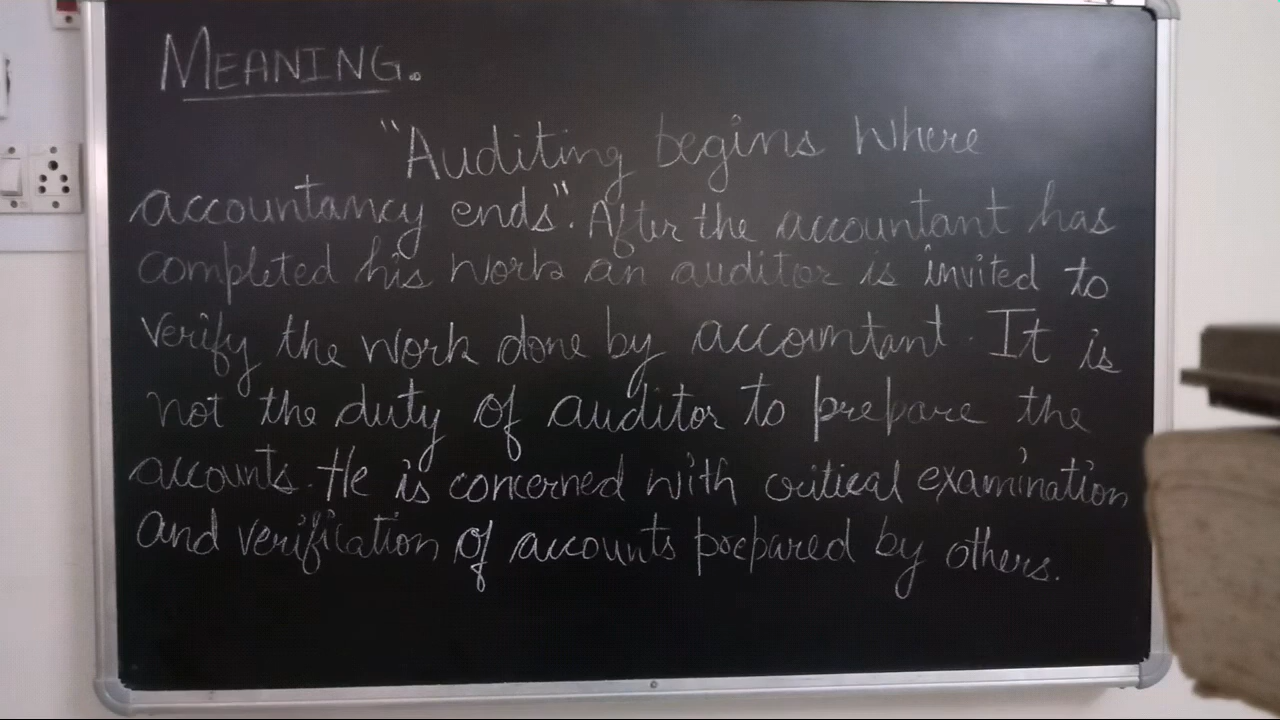 MEANING.
"Auditing begins where
accountancy ends". After the accountant has
completed his work an auditor is invited to
verify the work done by accountant. It is
not the duty of auditor to prepare the
accounts. He is concerned with critical examination
and verification of accounts prepared by others.